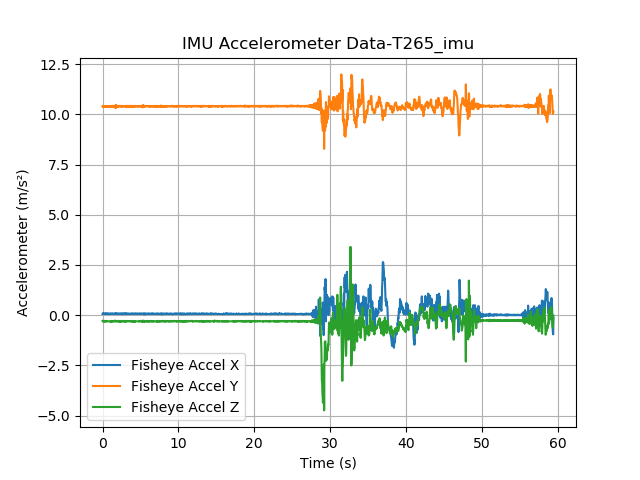 IMU Accelerometer Data-T265_imu
12.5
10.0
7.5
5.0
2.5
0.0
−2.5
−5.0
Accelerometer (m/s²)
Fisheye Accel X
Fisheye Accel Y
Fisheye Accel Z
0 10 20 30 40 50 60
Time (s)